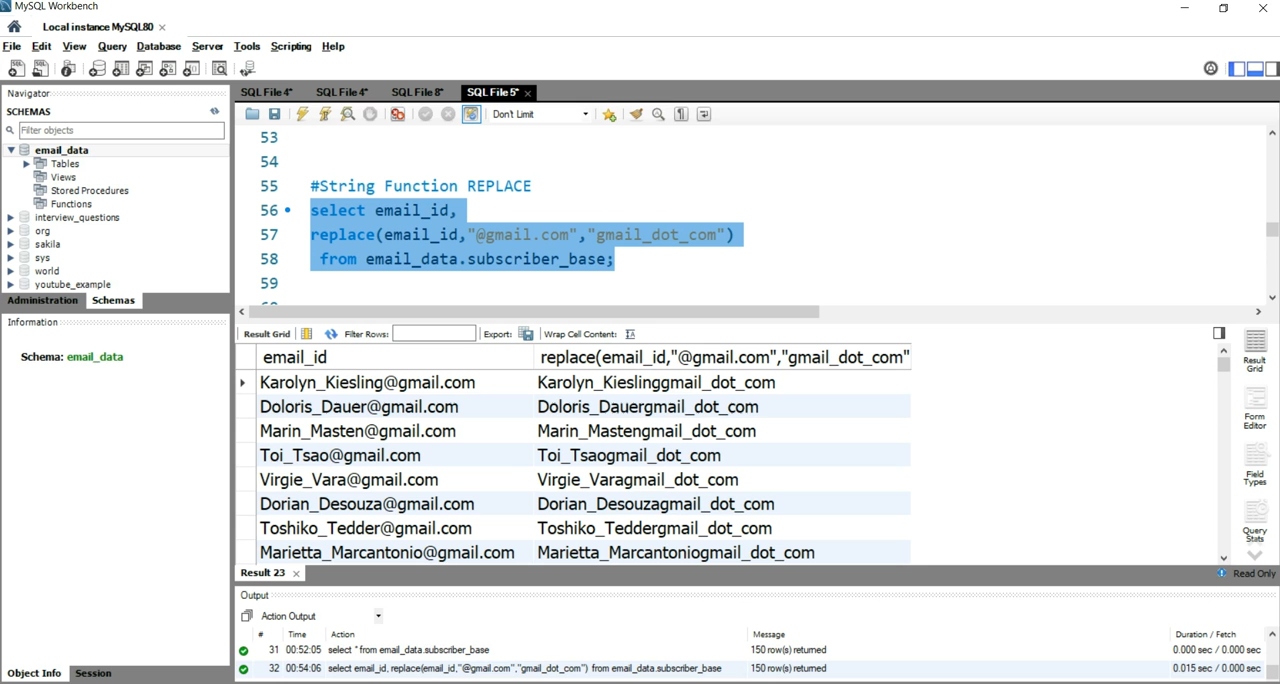 MySQL Workbench
Local instance MySQL80 ×
File Edit View Query Database Server Tools Scripting Help
Navigator
SCHEMAS
Filter objects
email_data
Tables
Views
Stored Procedures
Functions
interview_questions
org
sakila
sys
world
youtube_example
Administration Schemas
Information
Schema: email_data
Object Info Session
SQL File 4* SQL File 4* SQL File 8* SQL File 5* ×
Don't Limit
53
54
55 #String Function REPLACE
56 select email_id,
57 replace(email_id,"@gmail.com","gmail_dot_com")
58 from email_data.subscriber_base;
59
Result Grid Filter Rows: Export: Wrap Cell Content:
email_id replace(email_id,"@gmail.com","gmail_dot_com"
Karolyn_Kiesling@gmail.com Karolyn_Kieslinggmail_dot_com
Doloris_Dauer@gmail.com Doloris_Dauergmail_dot_com
Marin_Masten@gmail.com Marin_Mastengmail_dot_com
Toi_Tsao@gmail.com Toi_Tsaogmail_dot_com
Virgie_Vara@gmail.com Virgie_Varagmail_dot_com
Dorian_Desouza@gmail.com Dorian_Desouzagmail_dot_com
Toshiko_Tedder@gmail.com Toshiko_Teddergmail_dot_com
Marietta_Marcantonio@gmail.com Marietta_Marcantoniogmail_dot_com
Result Grid
Form Editor
Field Types
Query Stats
Result 23 × Read Only
Output
Action Output
# Time Action Message Duration / Fetch
31 00:52:05 select * from email_data.subscriber_base 150 row(s) returned 0.000 sec / 0.000 sec
32 00:54:06 select email_id, replace(email_id,"@gmail.com","gmail_dot_com") from email_data.subscriber_base 150 row(s) returned 0.015 sec / 0.000 sec